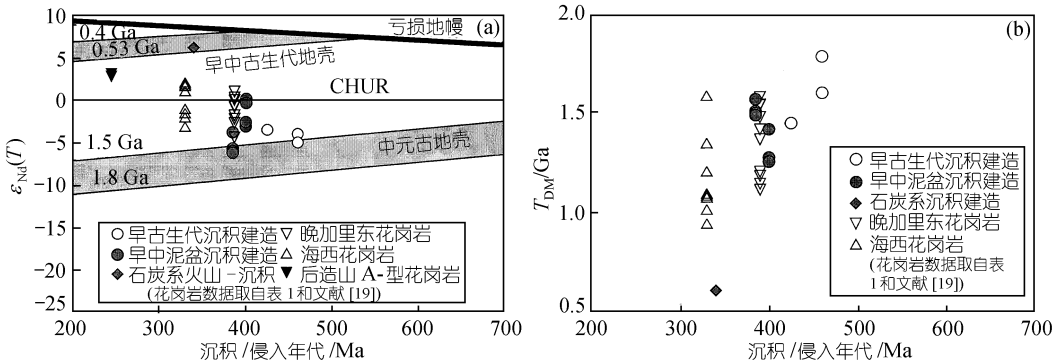 10
5
0
−5
−10
−15
−20
−25
εNd(T)
(a)
0.4 Ga
亏损地幔
0.53 Ga
早中古生代地壳
CHUR
1.5 Ga
中元古地壳
1.8 Ga
早古生代沉积建造 晚加里东花岗岩
早中泥盆沉积建造 海西花岗岩
石炭系火山－沉积 后造山 A-型花岗岩
(花岗岩数据取自表 1和文献 [19])
200 300 400 500 600 700
沉积 /侵入年代 /Ma
2.0
1.5
1.0
0.5
TDM/Ga
(b)
早古生代沉积建造
早中泥盆沉积建造
石炭系沉积建造
晚加里东花岗岩
海西花岗岩
(花岗岩数据取自表
1和文献 [19])
200 300 400 500 600 700
沉积 /侵入年代 /Ma